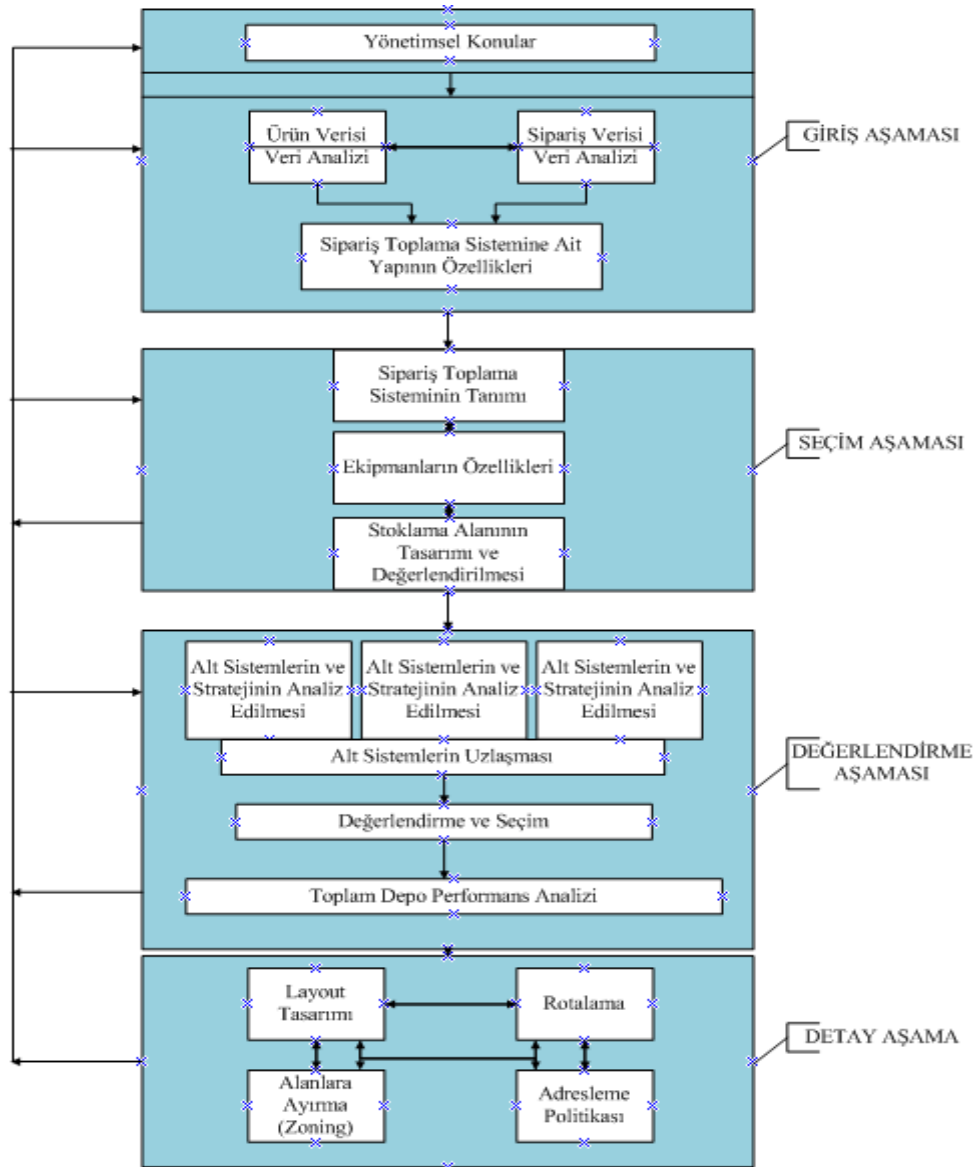 Yönetimsel Konular
Ürün Verisi
Veri Analizi
Sipariş Verisi
Veri Analizi
GİRİŞ AŞAMASI
Sipariş Toplama Sistemine Ait
Yapının Özellikleri
Sipariş Toplama
Sisteminin Tanımı
SEÇİM AŞAMASI
Ekipmanların Özellikleri
Stoklama Alanının
Tasarımı ve
Değerlendirilmesi
Alt Sistemlerin ve
Stratejinin Analiz
Edilmesi
Alt Sistemlerin ve
Stratejinin Analiz
Edilmesi
Alt Sistemlerin ve
Stratejinin Analiz
Edilmesi
Alt Sistemlerin Uzlaşması
DEĞERLENDİRME
AŞAMASI
Değerlendirme ve Seçim
Toplam Depo Performans Analizi
Layout
Tasarımı
Rotalama
DETAY AŞAMA
Alanlara
Ayırma
(Zoning)
Adresleme
Politikası